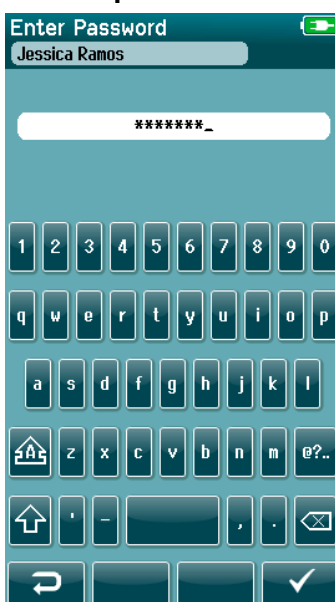 Enter Password
Jessica Ramos
*******_
1 2 3 4 5 6 7 8 9 0
q w e r t y u i o p
a s d f g h j k l
A z x c v b n m @?..
' - , .